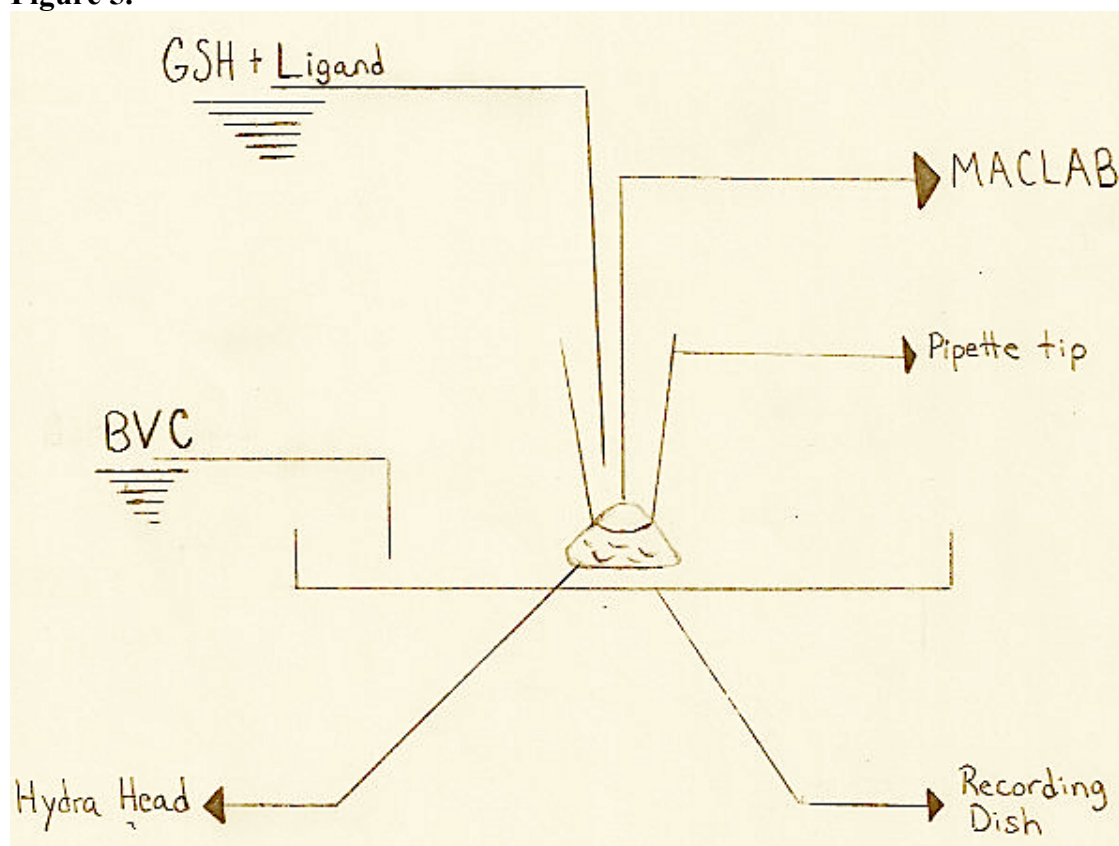 Figure 3.
GSH + Ligand
MACLAB
Pipette tip
BVC
Hydra Head
Recording
Dish